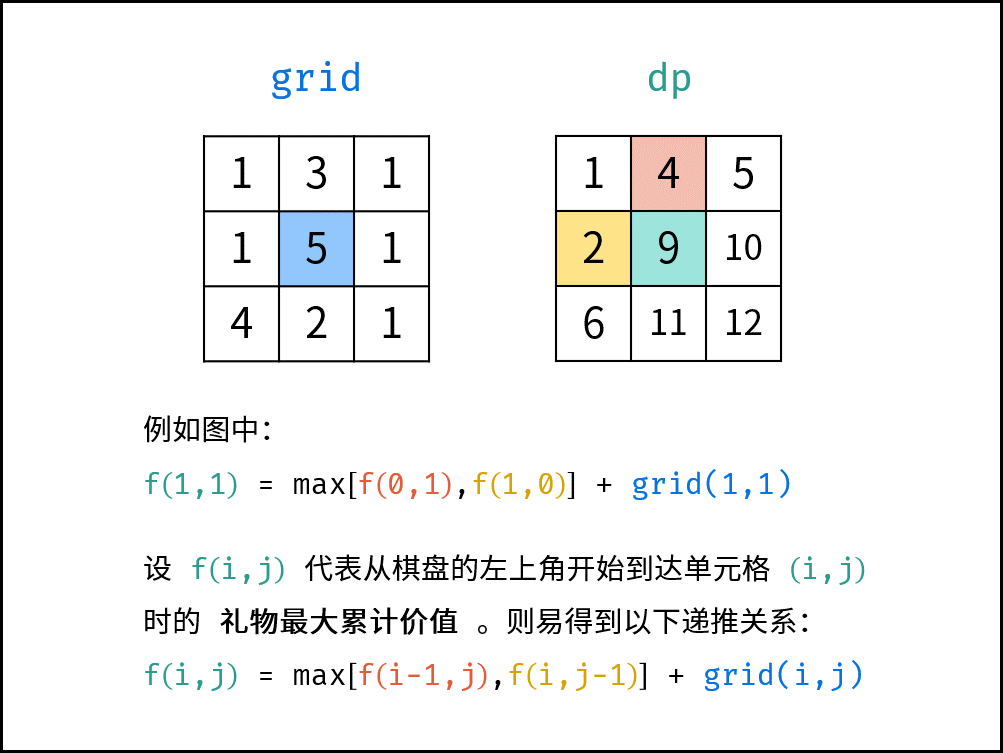 grid dp
1 3 1 1 4 5
1 5 1 2 9 10
4 2 1 6 11 12
例如图中：
f(1,1) = max[f(0,1),f(1,0)] + grid(1,1)
设 f(i,j) 代表从棋盘的左上角开始到达单元格 (i,j)
时的 礼物最大累计价值 。则易得到以下递推关系：
f(i,j) = max[f(i-1,j),f(i,j-1)] + grid(i,j)